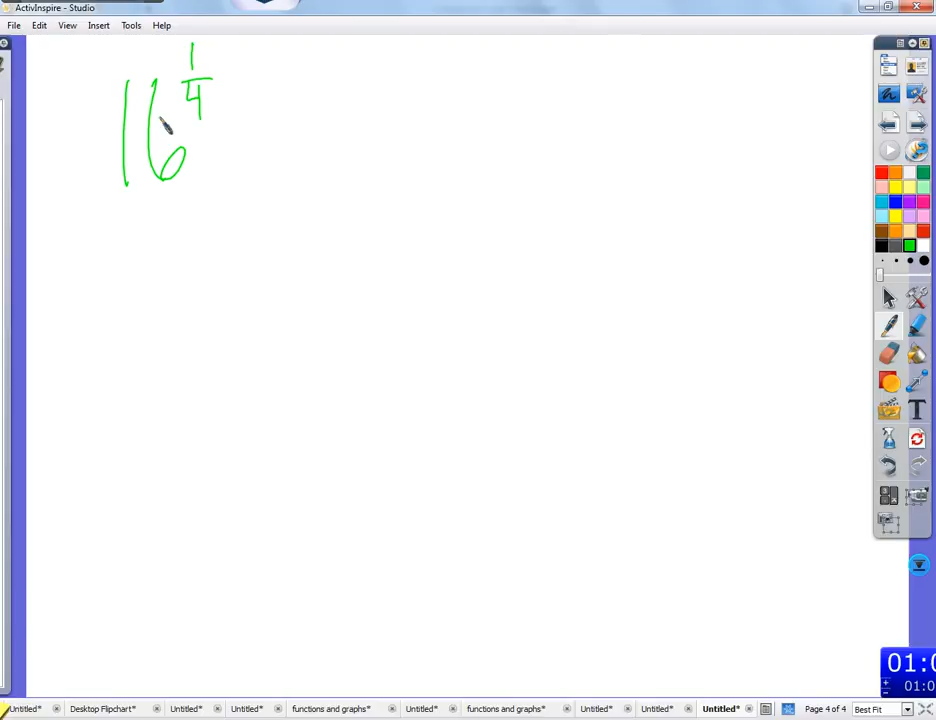 ActivInspire - Studio
File Edit View Insert Tools Help
16^{1/4}
T
01:0
01:0
Untitled* Desktop Flipchart* Untitled* Untitled* functions and graphs* Untitled* functions and graphs* Untitled* Untitled* Untitled* Page 4 of 4 Best Fit